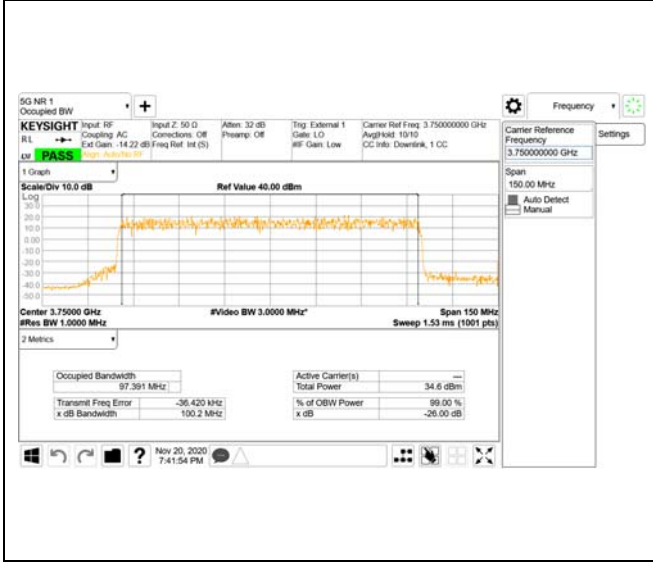 5G NR 1
Occupied BW
Frequency
KEYSIGHT
R L
PASS
Input: RF
Coupling: AC
Ext Gain: -14.22 dB
Align: Auto/No RF
Input Z: 50 Ω
Corrections: Off
Freq Ref: Int (S)
Atten: 32 dB
Preamp: Off
Trig: External 1
Gate: LO
#IF Gain: Low
Carrier Ref Freq: 3.750000000 GHz
Avg|Hold: 10/10
CC Info: Downlink, 1 CC
Carrier Reference
Frequency
3.750000000 GHz
Settings
Span
150.00 MHz
Auto Detect
Manual
1 Graph
Scale/Div 10.0 dB
Ref Value 40.00 dBm
Log
30.0
20.0
10.0
0.00
-10.0
-20.0
-30.0
-40.0
-50.0
Center 3.75000 GHz
#Video BW 3.0000 MHz*
Span 150 MHz
#Res BW 1.0000 MHz
Sweep 1.53 ms (1001 pts)
2 Metrics
Occupied Bandwidth
97.391 MHz
Transmit Freq Error -36.420 kHz
x dB Bandwidth 100.2 MHz
Active Carrier(s) ---
Total Power 34.6 dBm
% of OBW Power 99.00 %
x dB -26.00 dB
Nov 20, 2020
7:41:54 PM